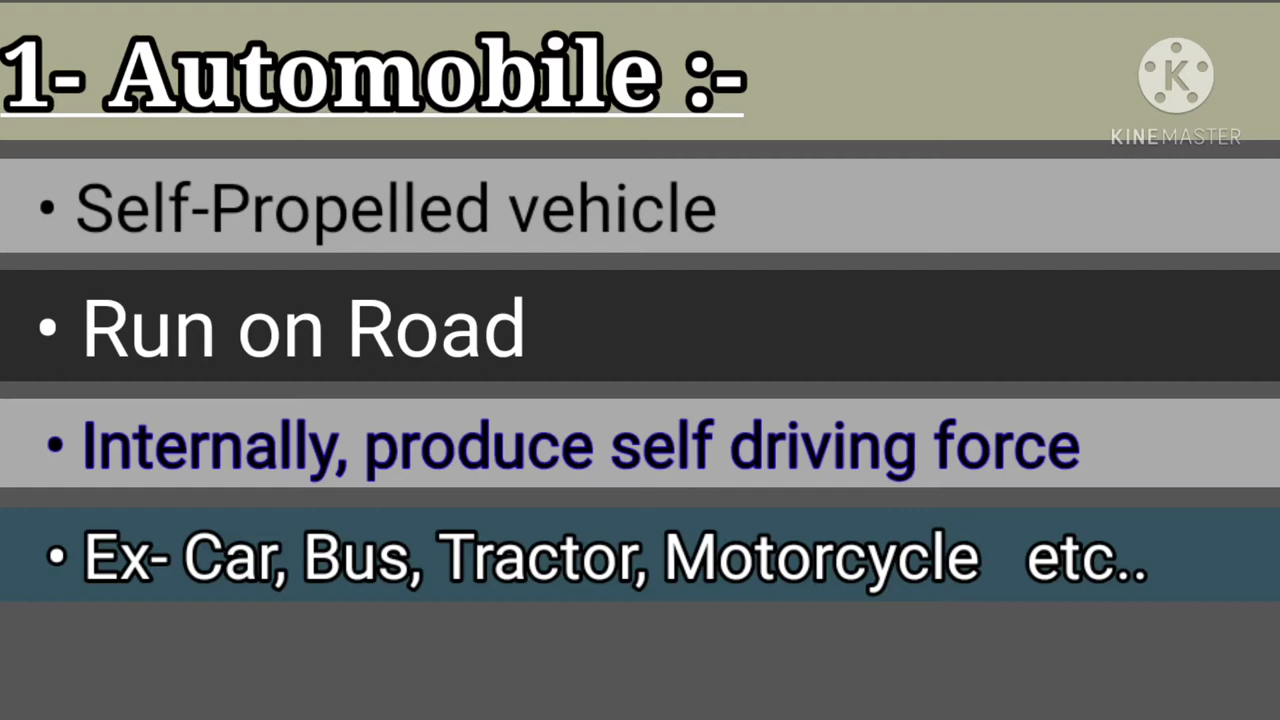 1- Automobile :-
K
KINEMASTER
• Self-Propelled vehicle
• Run on Road
• Internally, produce self driving force
• Ex- Car, Bus, Tractor, Motorcycle etc..